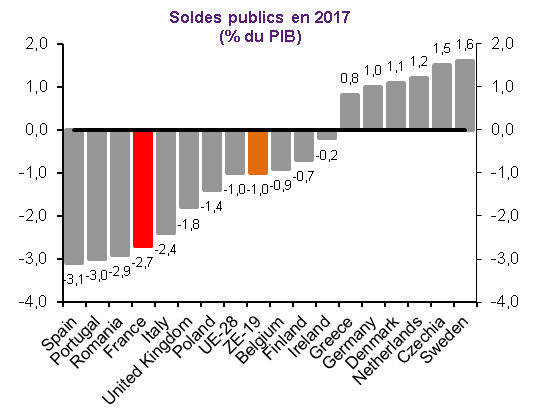 Soldes publics en 2017
(% du PIB)
2,0 2,0
1,0 1,0
0,0 0,0
-1,0 -1,0
-2,0 -2,0
-3,0 -3,0
-4,0 -4,0
-3,1 -3,0 -2,9 -2,7 -2,4 -1,8 -1,4 -1,0 -1,0 -0,9 -0,7 -0,2 0,8 1,0 1,1 1,2 1,5 1,6
Spain
Portugal
Romania
France
Italy
United Kingdom
Poland
UE-28
ZE-19
Belgium
Finland
Ireland
Greece
Germany
Denmark
Netherlands
Czechia
Sweden